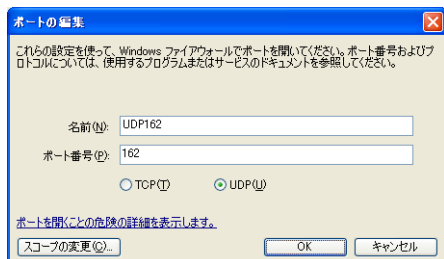 ポートの編集
これらの設定を使って、Windows ファイアウォールでポートを開いてください。ポート番号およびプ
ロトコルについては、使用するプログラムまたはサービスのドキュメントを参照してください。
名前(N): UDP162
ポート番号(P): 162
TCP(T) UDP(U)
ポートを開くことの危険の詳細を表示します。
スコープの変更(C)... OK キャンセル